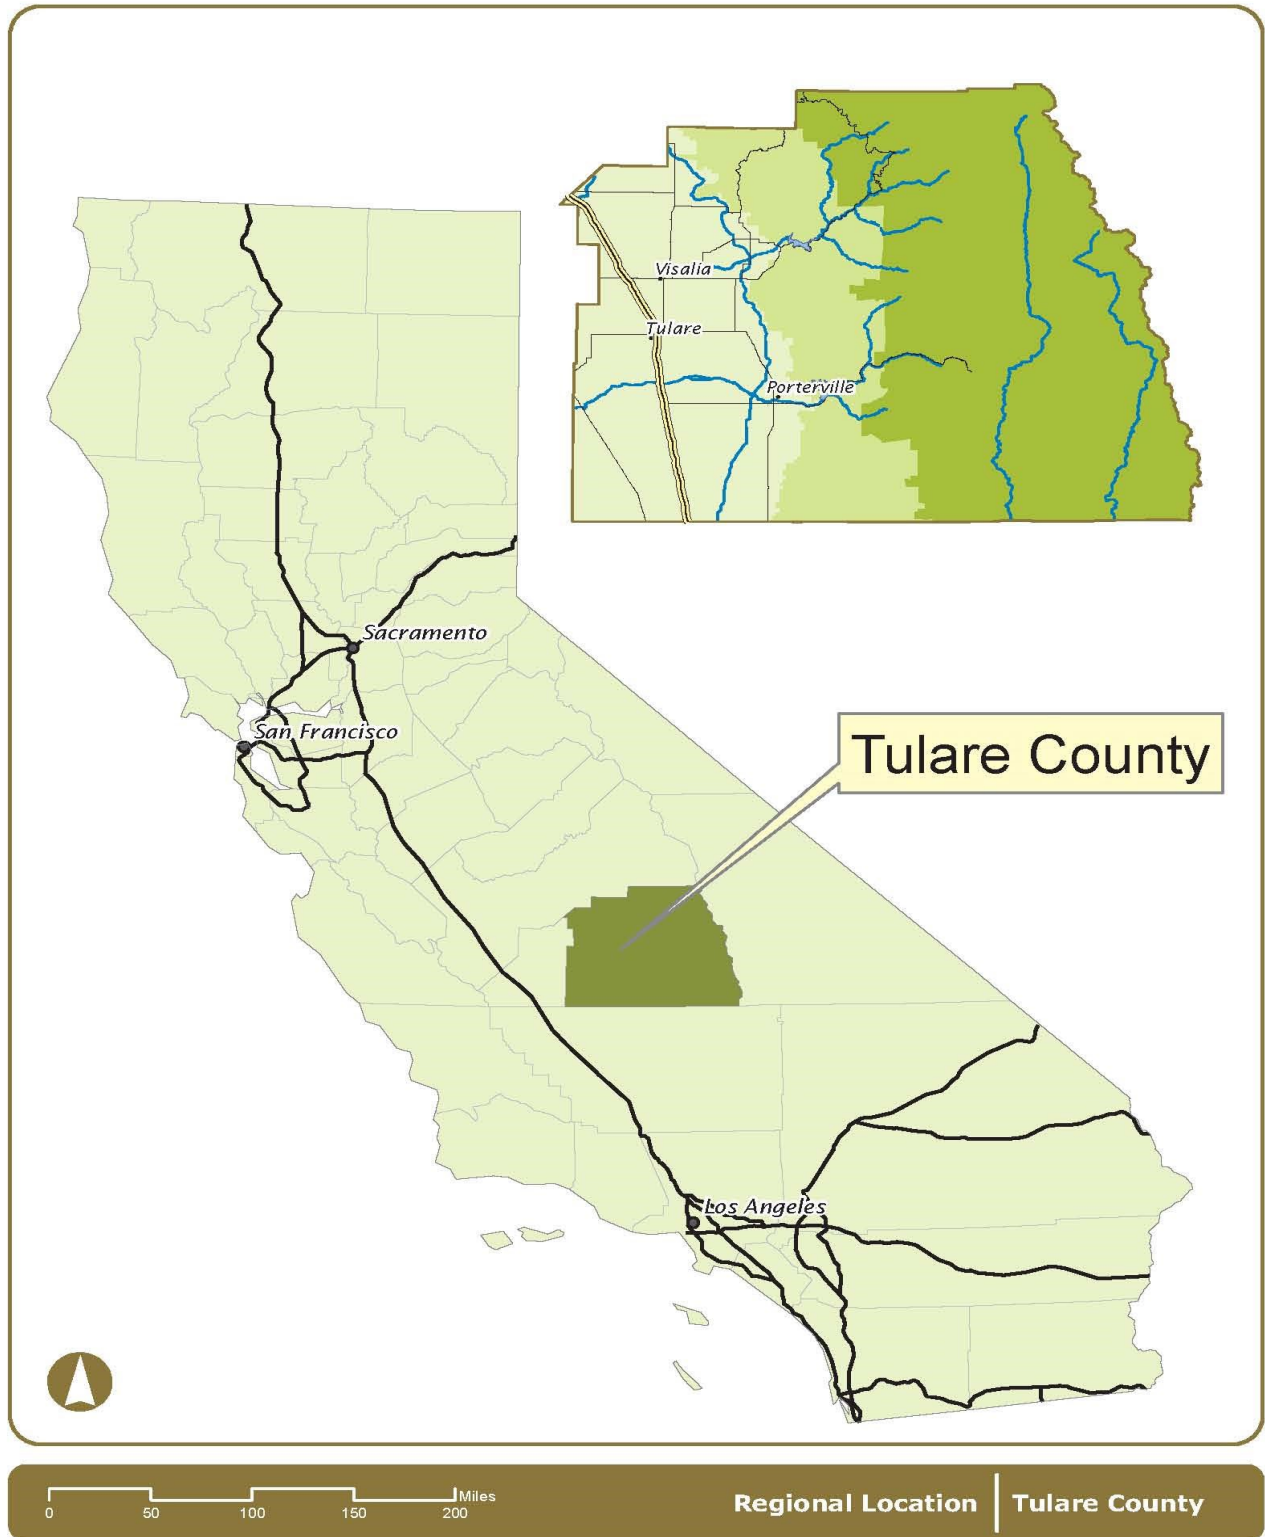 Visalia
Tulare
Porterville
Sacramento
San Francisco
Tulare County
Los Angeles
0 50 100 150 200 Miles
Regional Location Tulare County